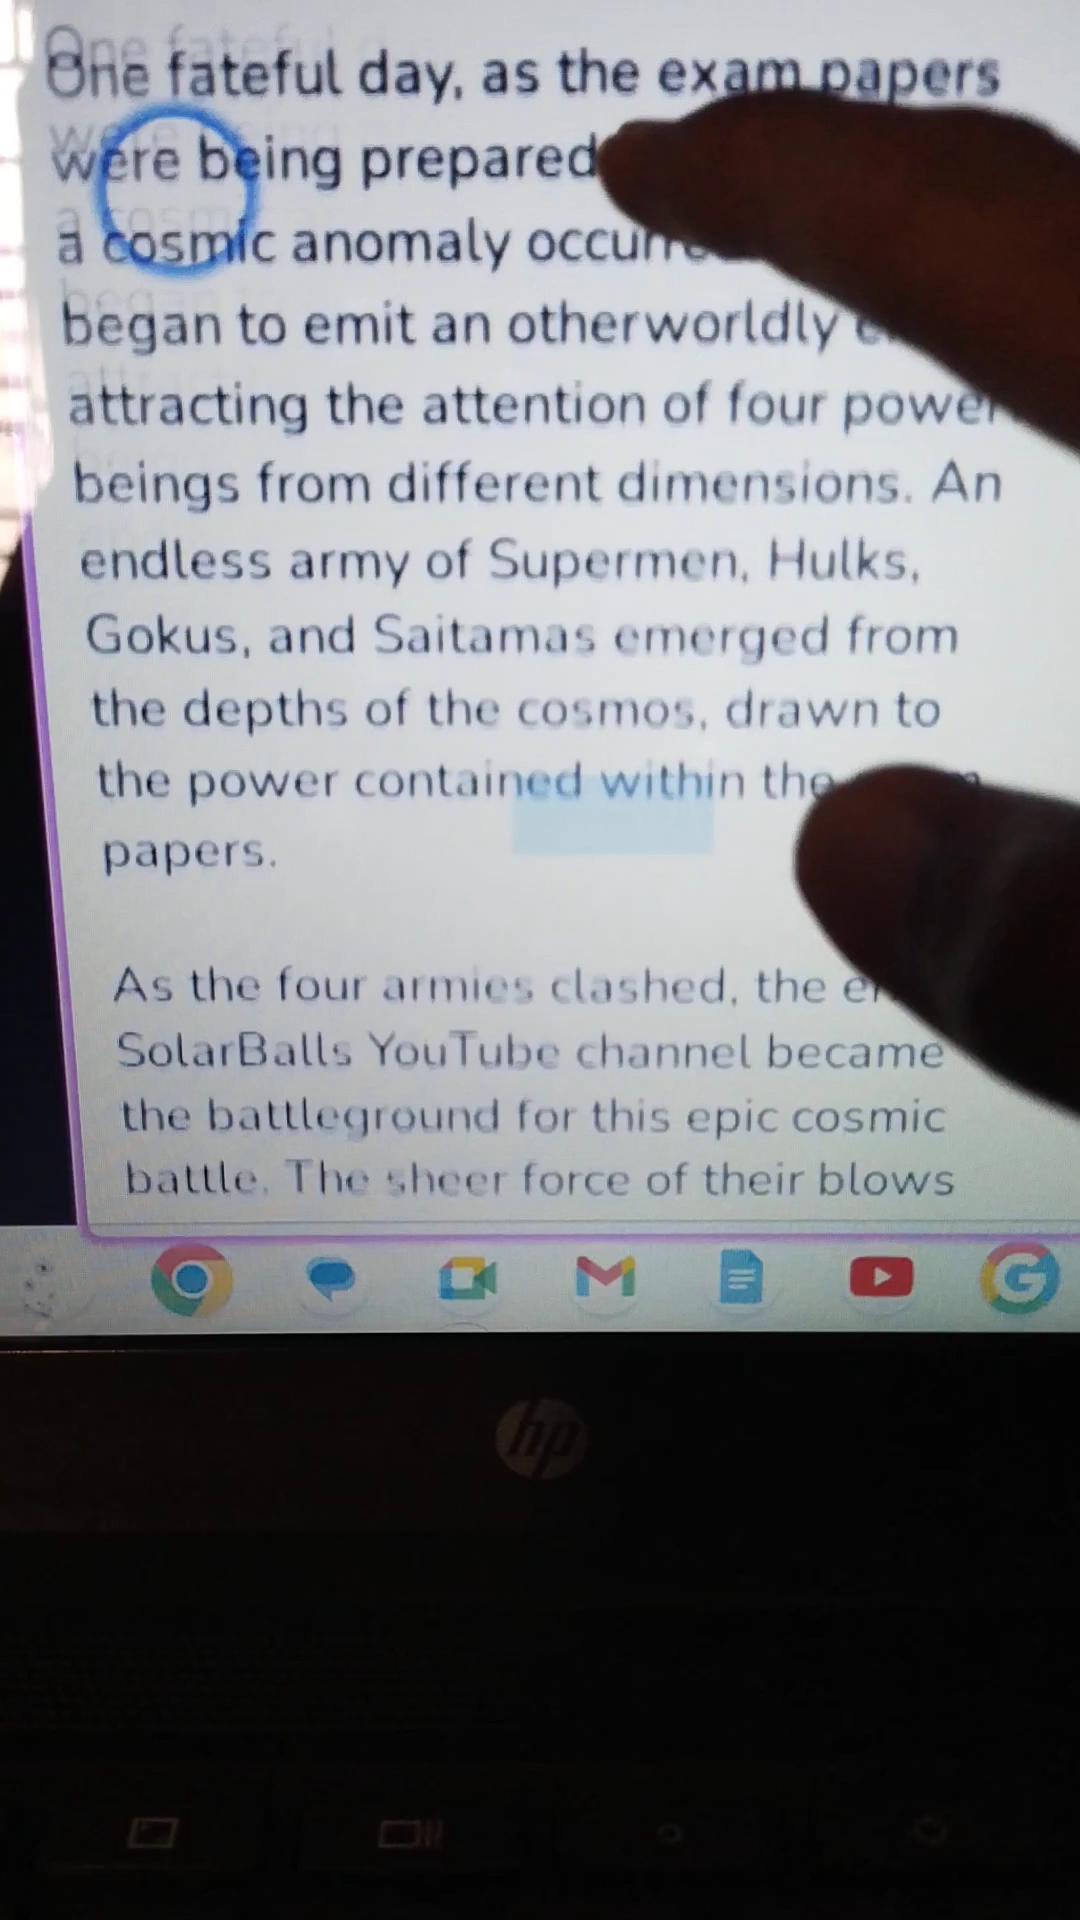 One fateful day, as the exam papers
were being prepared
a cosmic anomaly
began to emit an otherworldly
attracting the attention of four
beings from different dimensions. An
endless army of Supermen, Hulks,
Gokus, and Saitamas emerged from
the depths of the cosmos, drawn to
the power contained within the
papers.
As the four armies clashed, the
SolarBalls YouTube channel became
the battleground for this epic cosmic
battle. The sheer force of their blows
hp